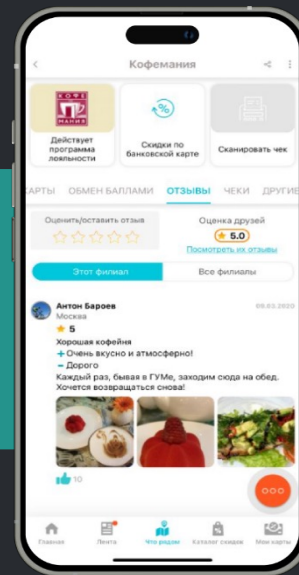 Кофемания
КОФЕ
МАНИЯ
Действует
программа
лояльности
Скидки по
банковской карте
Сканировать чек
КАРТЫ ОБМЕН БАЛЛАМИ ОТЗЫВЫ ЧЕКИ ДРУГИЕ
Оценить/оставить отзыв
Оценка друзей
5.0
Посмотреть их отзывы
Этот филиал
Все филиалы
Антон Бароев
09.03.2020
Москва
5
Хорошая кофейня
+ Очень вкусно и атмосферно!
− Дорого
Каждый раз, бывая в ГУМе, заходим сюда на обед.
Хочется возвращаться снова!
10
Главная Лента Что рядом Каталог скидок Мои карты